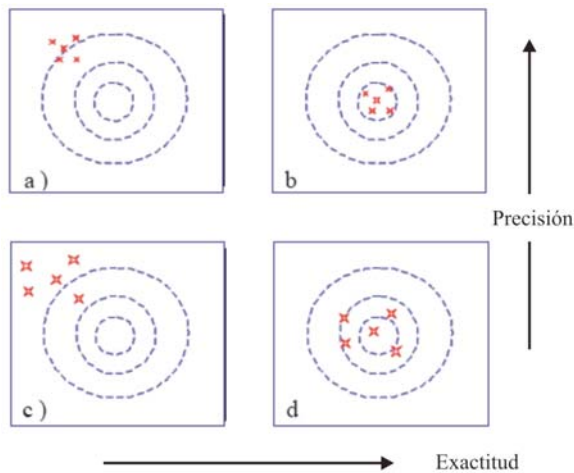 a )
b
Precisión
c )
d
Exactitud